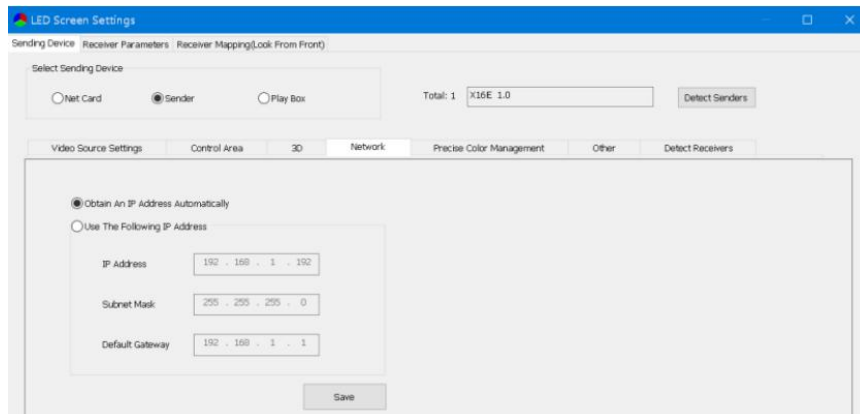 LED Screen Settings
Sending Device Receiver Parameters Receiver Mapping(Look From Front)
Select Sending Device
Net Card Sender Play Box
Total: 1 X16E 1.0 Detect Senders
Video Source Settings Control Area 3D Network Precise Color Management Other Detect Receivers
Obtain An IP Address Automatically
Use The Following IP Address
IP Address 192 . 168 . 1 . 192
Subnet Mask 255 . 255 . 255 . 0
Default Gateway 192 . 168 . 1 . 1
Save